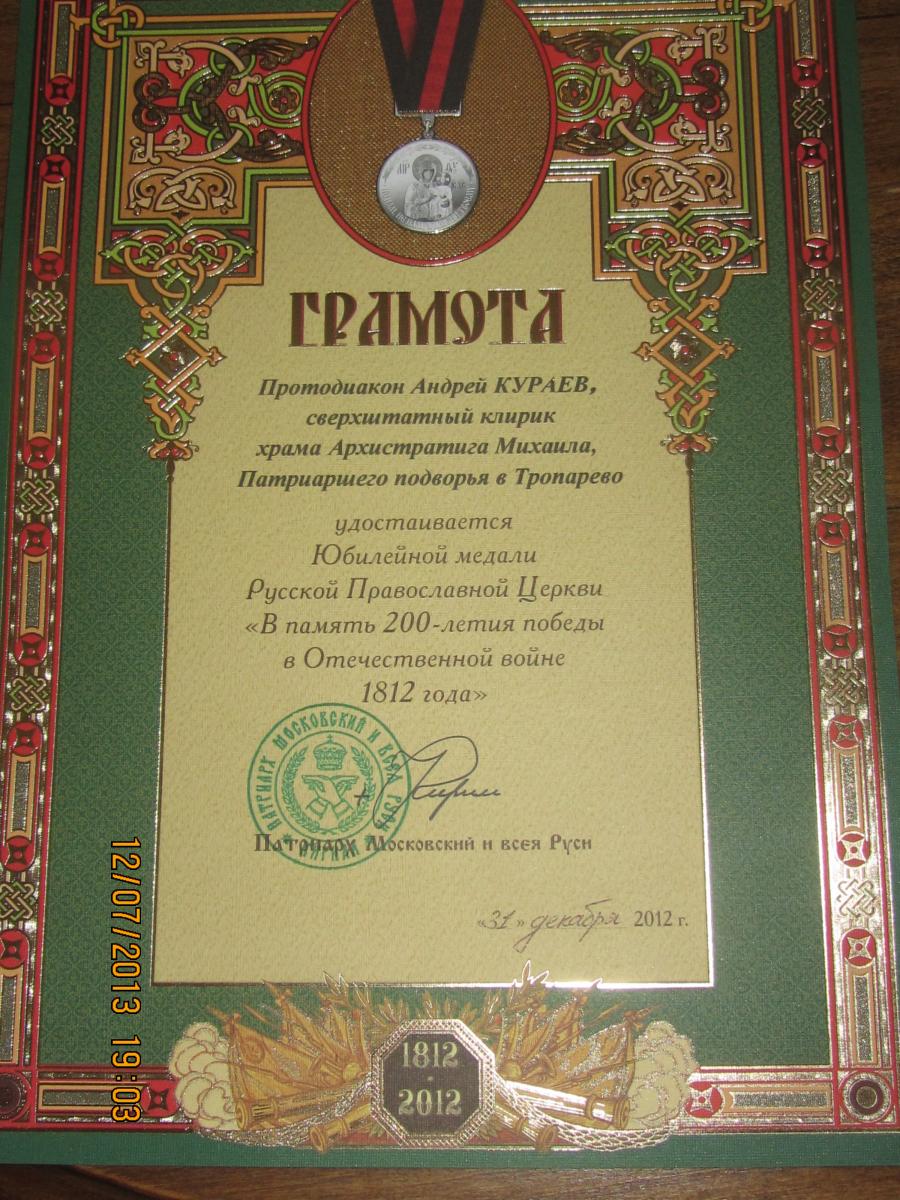 ГРАМОТА
Протодиакон Андрей КУРАЕВ,
сверхштатный клирик
храма Архистратига Михаила,
Патриаршего подворья в Тропарево
удостаивается
Юбилейной медали
Русской Православной Церкви
«В память 200-летия победы
в Отечественной войне
1812 года»
ПАТРИАРХ МОСКОВСКИЙ И ВСЕЯ РУСИ
КИРИЛЛ
Патриарх Московский и всея Руси
«31» декабря 2012 г.
1812
2012
12/07/2013 19:03